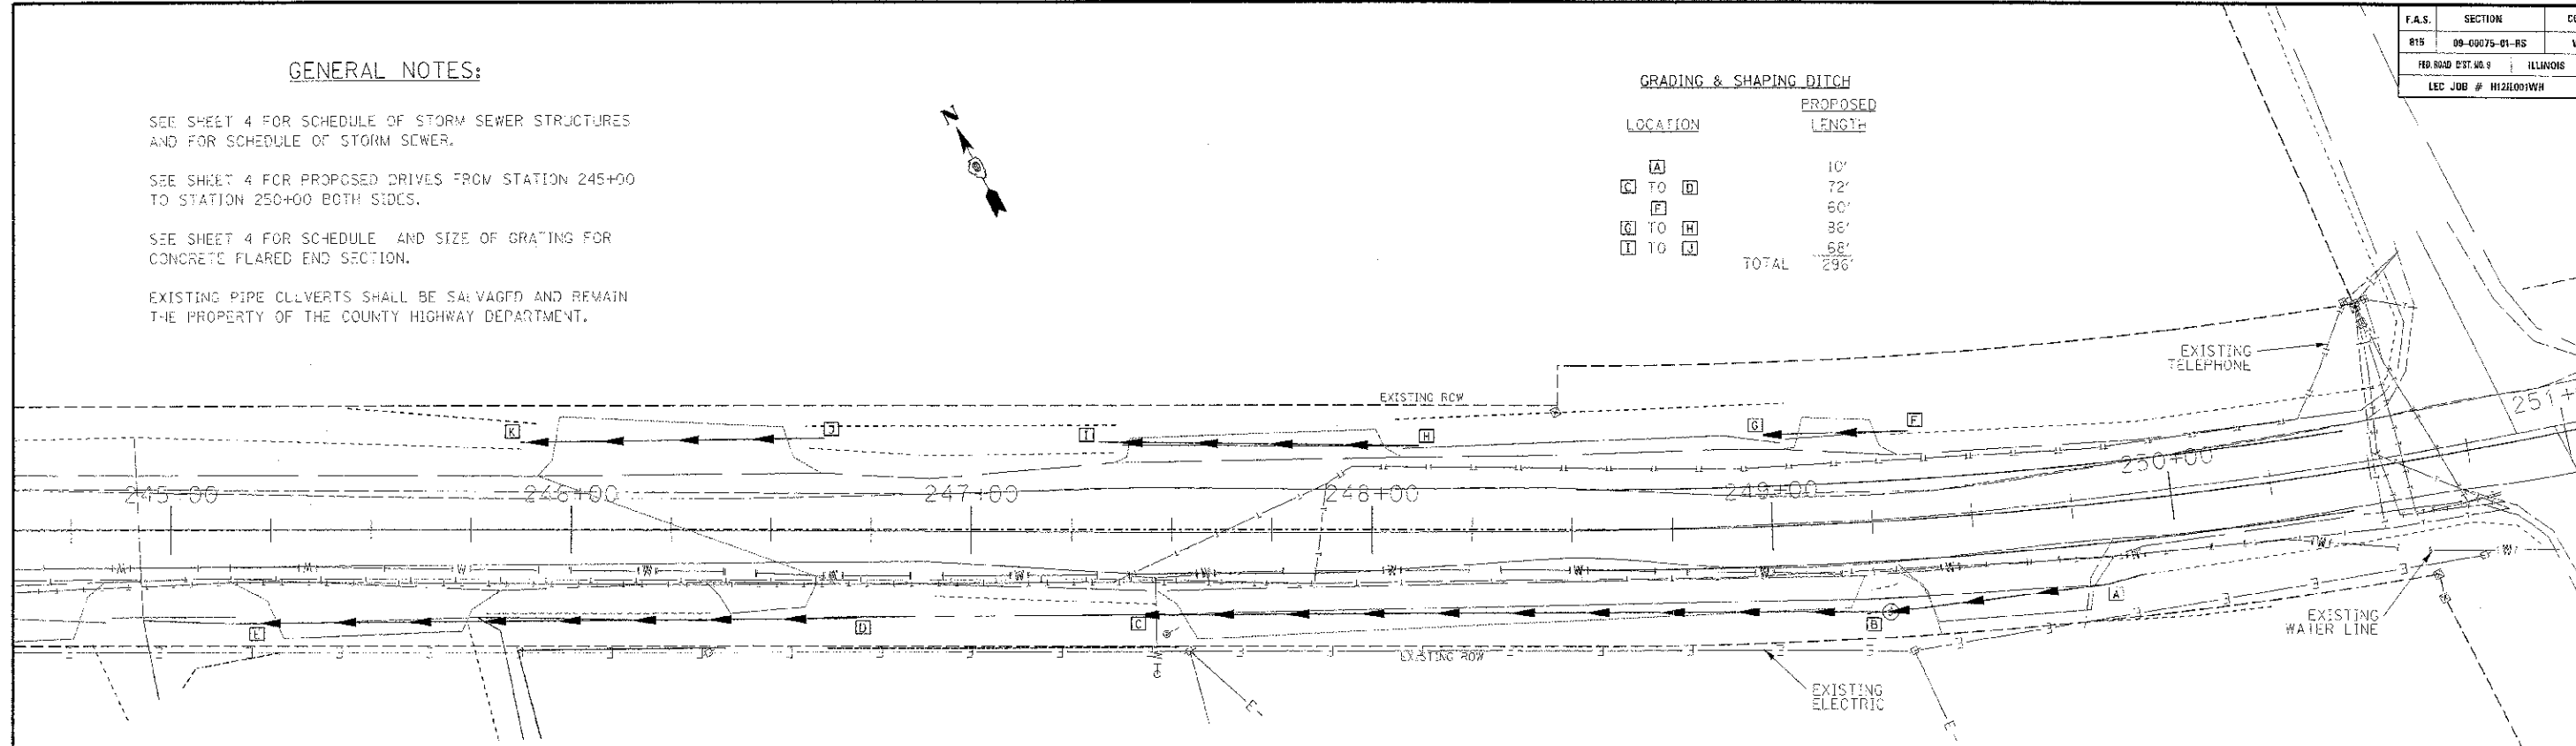 GENERAL NOTES:
SEE SHEET 4 FOR SCHEDULE OF STORM SEWER STRUCTURES
AND FOR SCHEDULE OF STORM SEWER.
SEE SHEET 4 FOR PROPOSED DRIVES FROM STATION 245+00
TO STATION 250+00 BOTH SIDES.
SEE SHEET 4 FOR SCHEDULE AND SIZE OF GRATING FOR
CONCRETE FLARED END SECTION.
EXISTING PIPE CULVERTS SHALL BE SALVAGED AND REMAIN
THE PROPERTY OF THE COUNTY HIGHWAY DEPARTMENT.
N
GRADING & SHAPING DITCH
PROPOSED
LOCATION LENGTH
A 10'
C TO D 72'
F 60'
G TO H 86'
I TO J 68'
TOTAL 296'
F.A.S. SECTION
815 09-00075-01-RS
FED. ROAD DIST. NO. 9 ILLINOIS
LEC JOB # H12IL001WH
EXISTING
TELEPHONE
EXISTING ROW
K J I H G F
245+00 246+00 247+00 248+00 249+00 250+00 251+
W W W W W W W W W W W W W W
E D C B A
EXISTING
WATER LINE
EXISTING ROW
EXISTING
ELECTRIC
E E